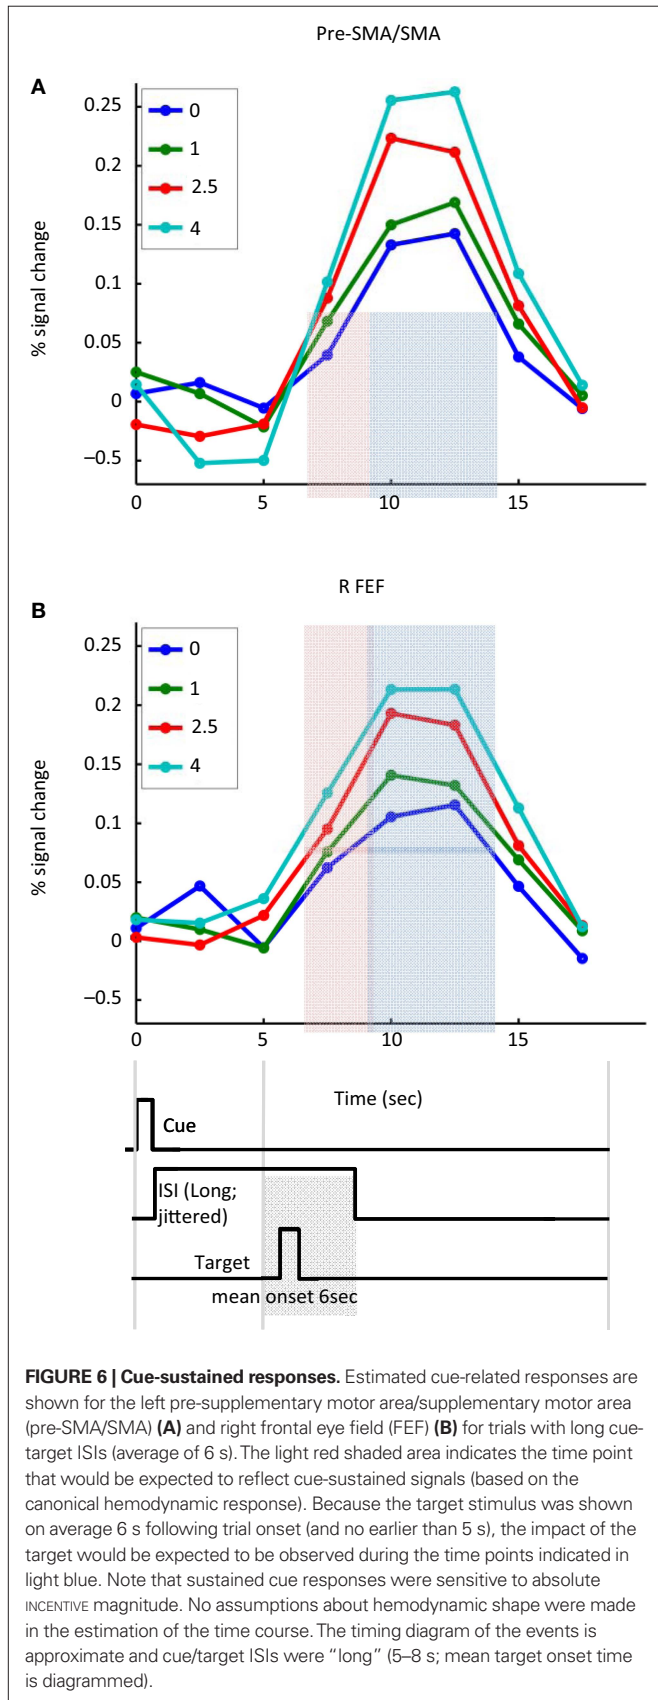 Pre-SMA/SMA
A
0.25
0.2
0.15
0.1
0.05
0
–0.5
% signal change
0
1
2.5
4
0
5
10
15
R FEF
B
0.25
0.2
0.15
0.1
0.05
0
–0.5
% signal change
0
1
2.5
4
0
5
10
15
Time (sec)
Cue
ISI (Long;
jittered)
Target
mean onset 6sec
FIGURE 6 | Cue-sustained responses. Estimated cue-related responses are
shown for the left pre-supplementary motor area/supplementary motor area
(pre-SMA/SMA) (A) and right frontal eye field (FEF) (B) for trials with long cue-
target ISIs (average of 6 s). The light red shaded area indicates the time point
that would be expected to reflect cue-sustained signals (based on the
canonical hemodynamic response). Because the target stimulus was shown
on average 6 s following trial onset (and no earlier than 5 s), the impact of the
target would be expected to be observed during the time points indicated in
light blue. Note that sustained cue responses were sensitive to absolute
INCENTIVE magnitude. No assumptions about hemodynamic shape were made
in the estimation of the time course. The timing diagram of the events is
approximate and cue/target ISIs were “long” (5–8 s; mean target onset time
is diagrammed).